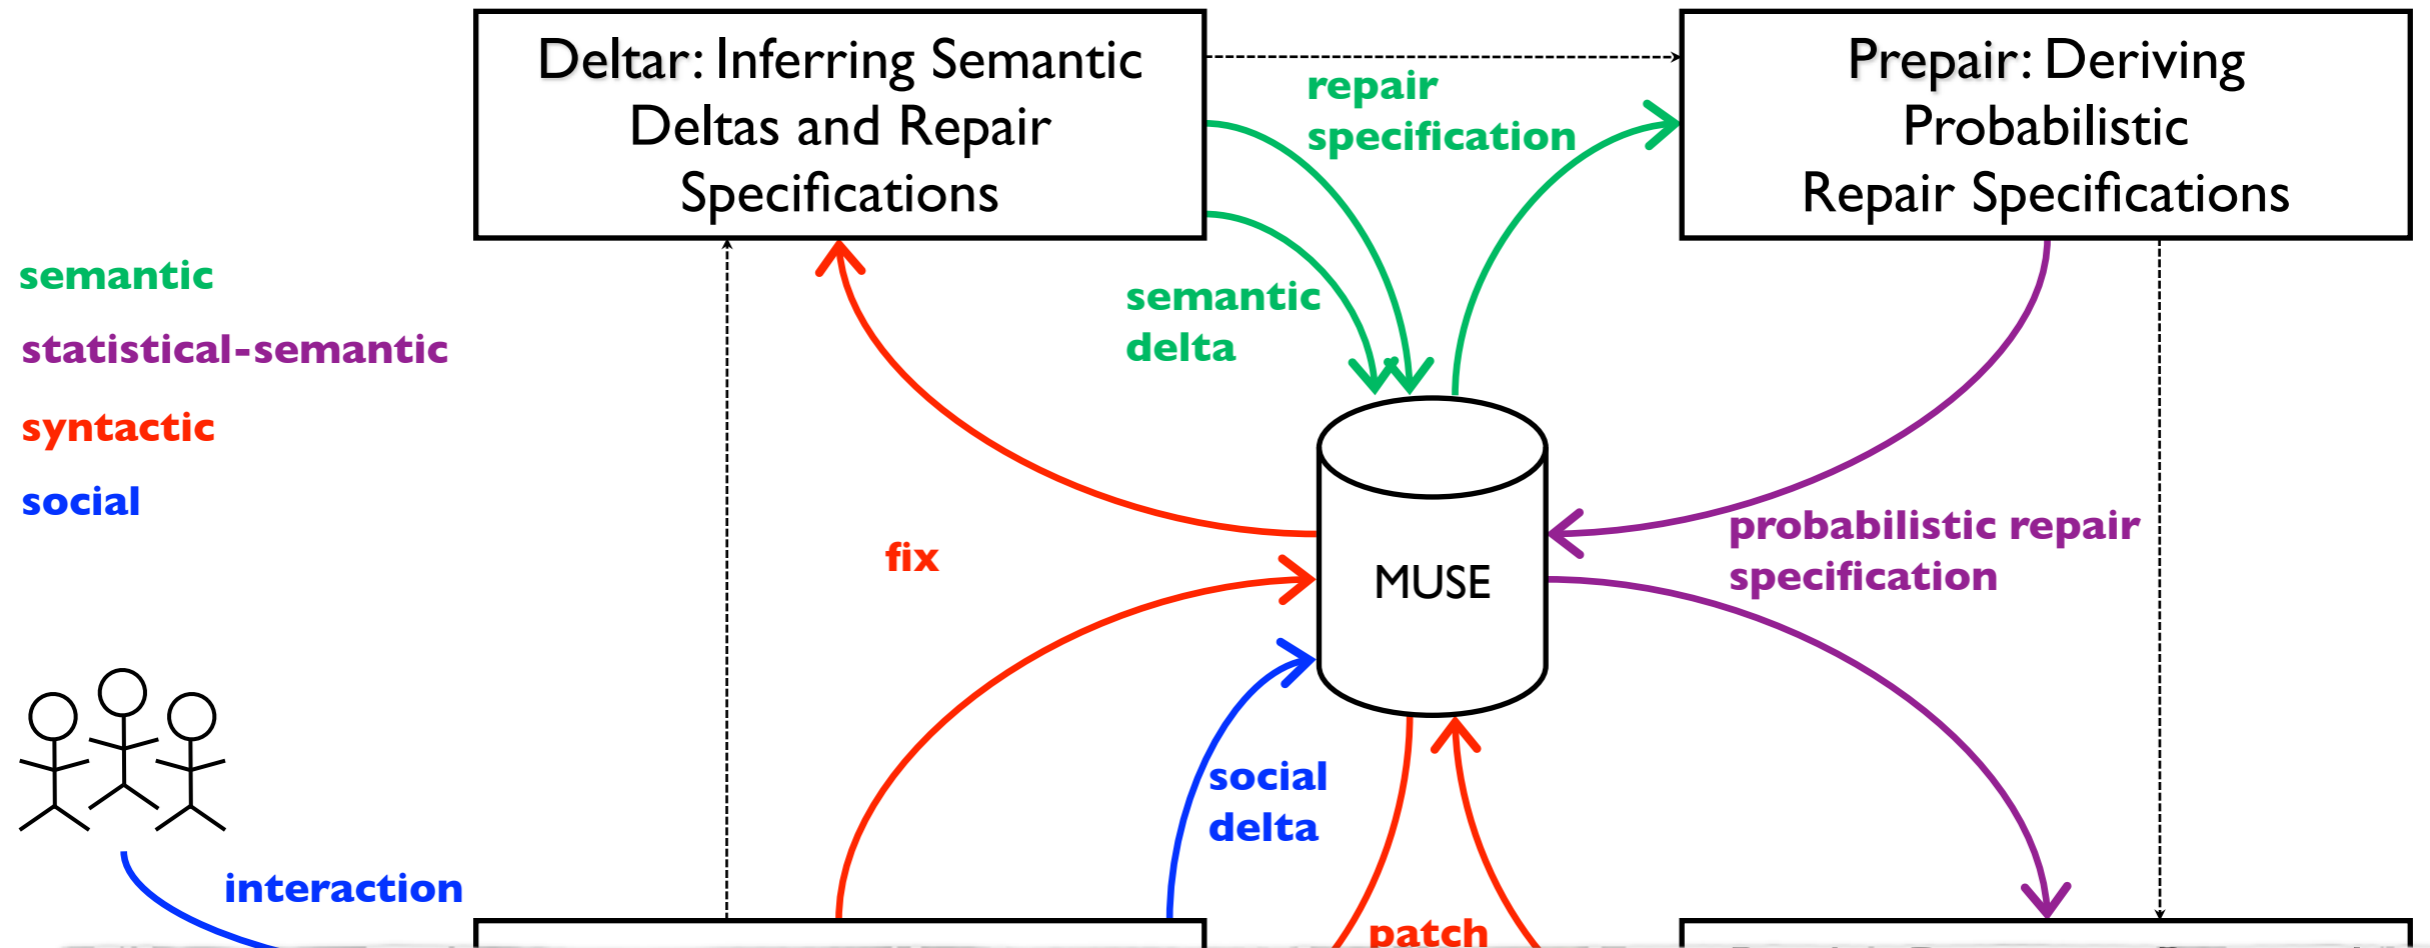 Deltar: Inferring Semantic
Deltas and Repair
Specifications
Prepair: Deriving
Probabilistic
Repair Specifications
repair
specification
semantic
delta
semantic
statistical-semantic
syntactic
social
fix
MUSE
probabilistic repair
specification
social
delta
interaction
patch